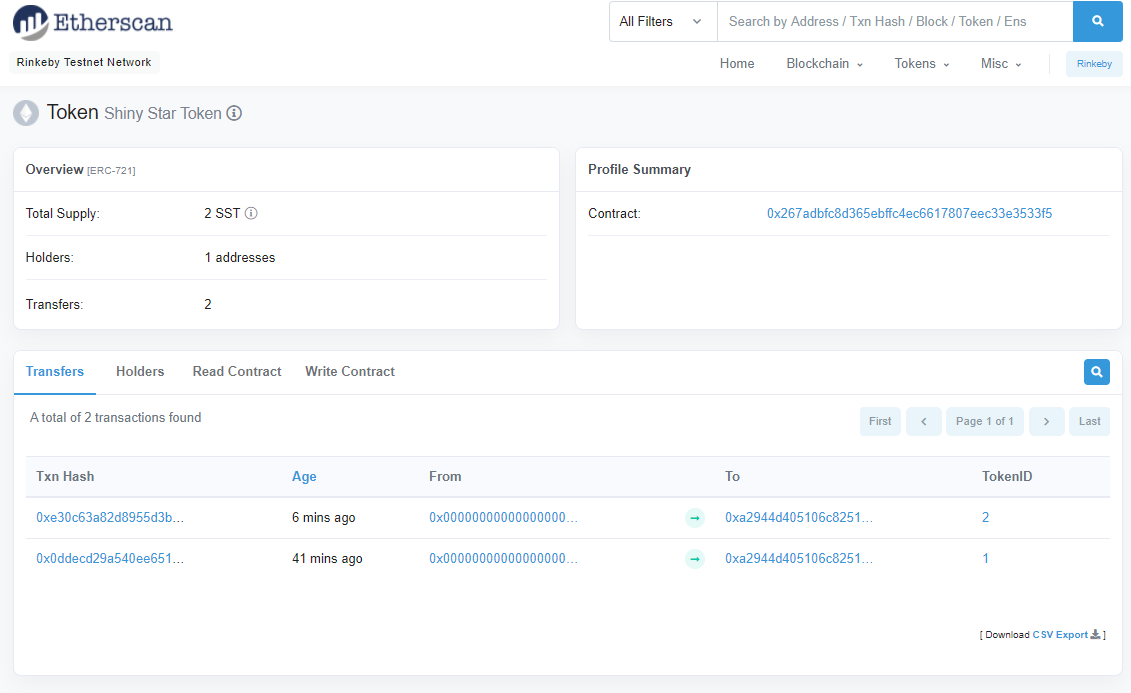 Etherscan
All Filters
Search by Address / Txn Hash / Block / Token / Ens
Rinkeby Testnet Network
Home Blockchain Tokens Misc Rinkeby
Token Shiny Star Token
Overview [ERC-721]
Total Supply: 2 SST
Holders: 1 addresses
Transfers: 2
Profile Summary
Contract: 0x267adbfc8d365ebffc4ec6617807eec33e3533f5
Transfers Holders Read Contract Write Contract
A total of 2 transactions found
First Page 1 of 1 Last
Txn Hash Age From To TokenID
0xe30c63a82d8955d3b... 6 mins ago 0x00000000000000000... 0xa2944d405106c8251... 2
0x0ddecd29a540ee651... 41 mins ago 0x00000000000000000... 0xa2944d405106c8251... 1
[ Download CSV Export ]